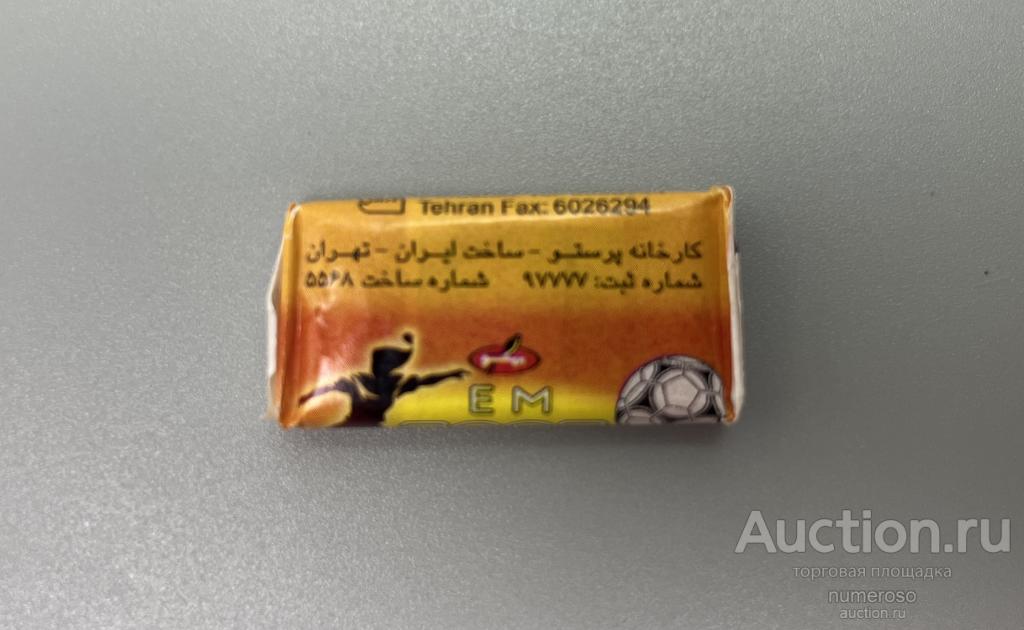 Tehran Fax: 6026294
کارخانه پرستو - ساخت ایران - تهران
شماره ثبت: ۹۷۷۷۷ شماره ساخت ۵۵۴۸
EM
Auction.ru
торговая площадка
numeroso
auction.ru